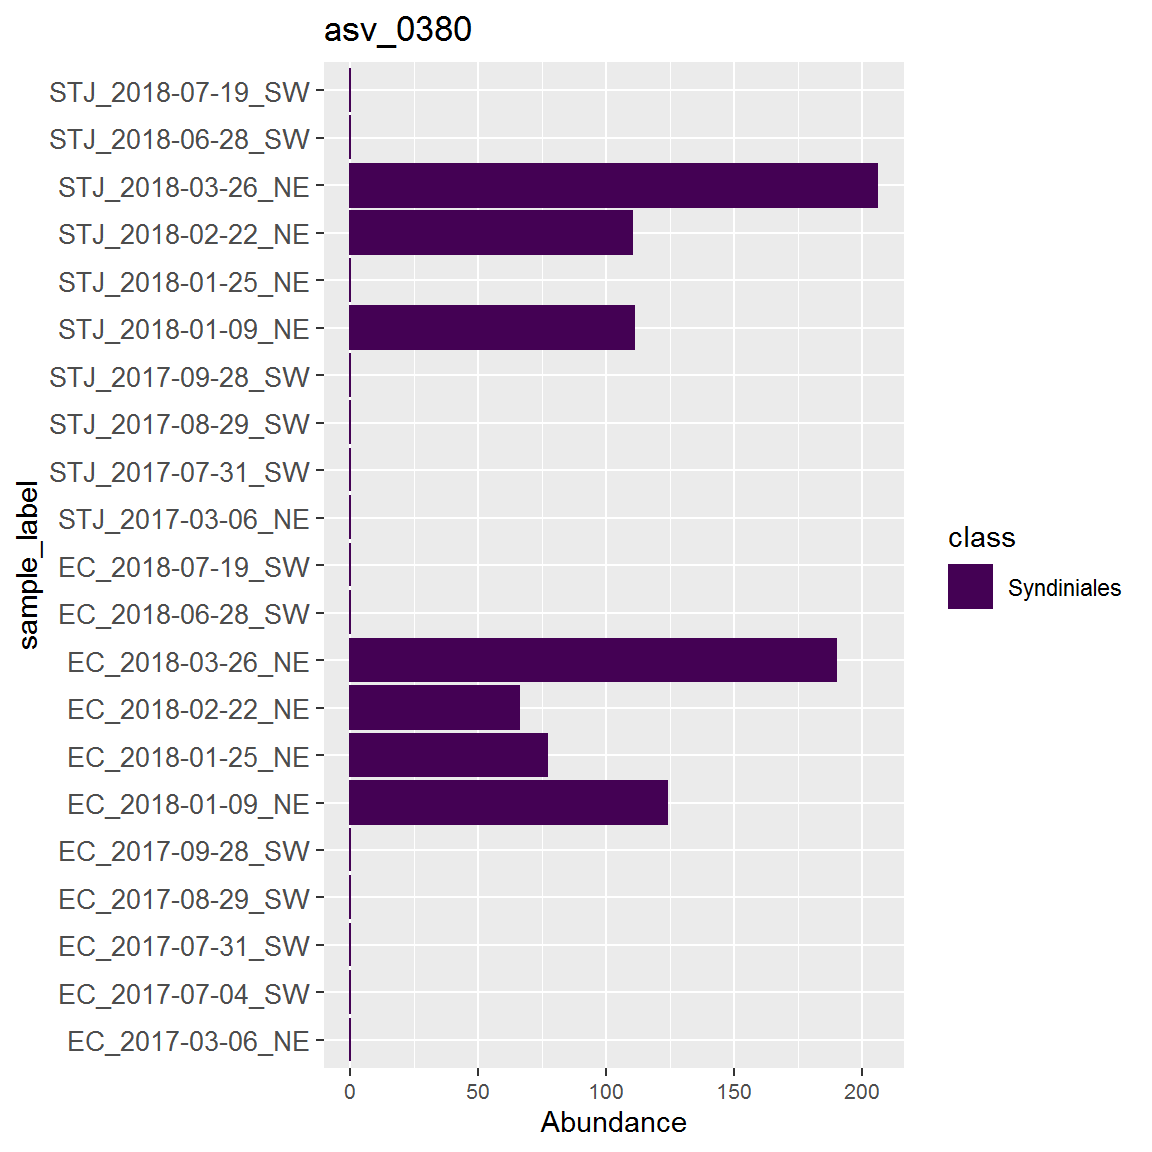 asv_0380
STJ_2018-07-19_SW
STJ_2018-06-28_SW
STJ_2018-03-26_NE
STJ_2018-02-22_NE
STJ_2018-01-25_NE
STJ_2018-01-09_NE
STJ_2017-09-28_SW
STJ_2017-08-29_SW
STJ_2017-07-31_SW
STJ_2017-03-06_NE
EC_2018-07-19_SW
EC_2018-06-28_SW
EC_2018-03-26_NE
EC_2018-02-22_NE
EC_2018-01-25_NE
EC_2018-01-09_NE
EC_2017-09-28_SW
EC_2017-08-29_SW
EC_2017-07-31_SW
EC_2017-07-04_SW
EC_2017-03-06_NE
sample_label
0 50 100 150 200
Abundance
class
Syndiniales